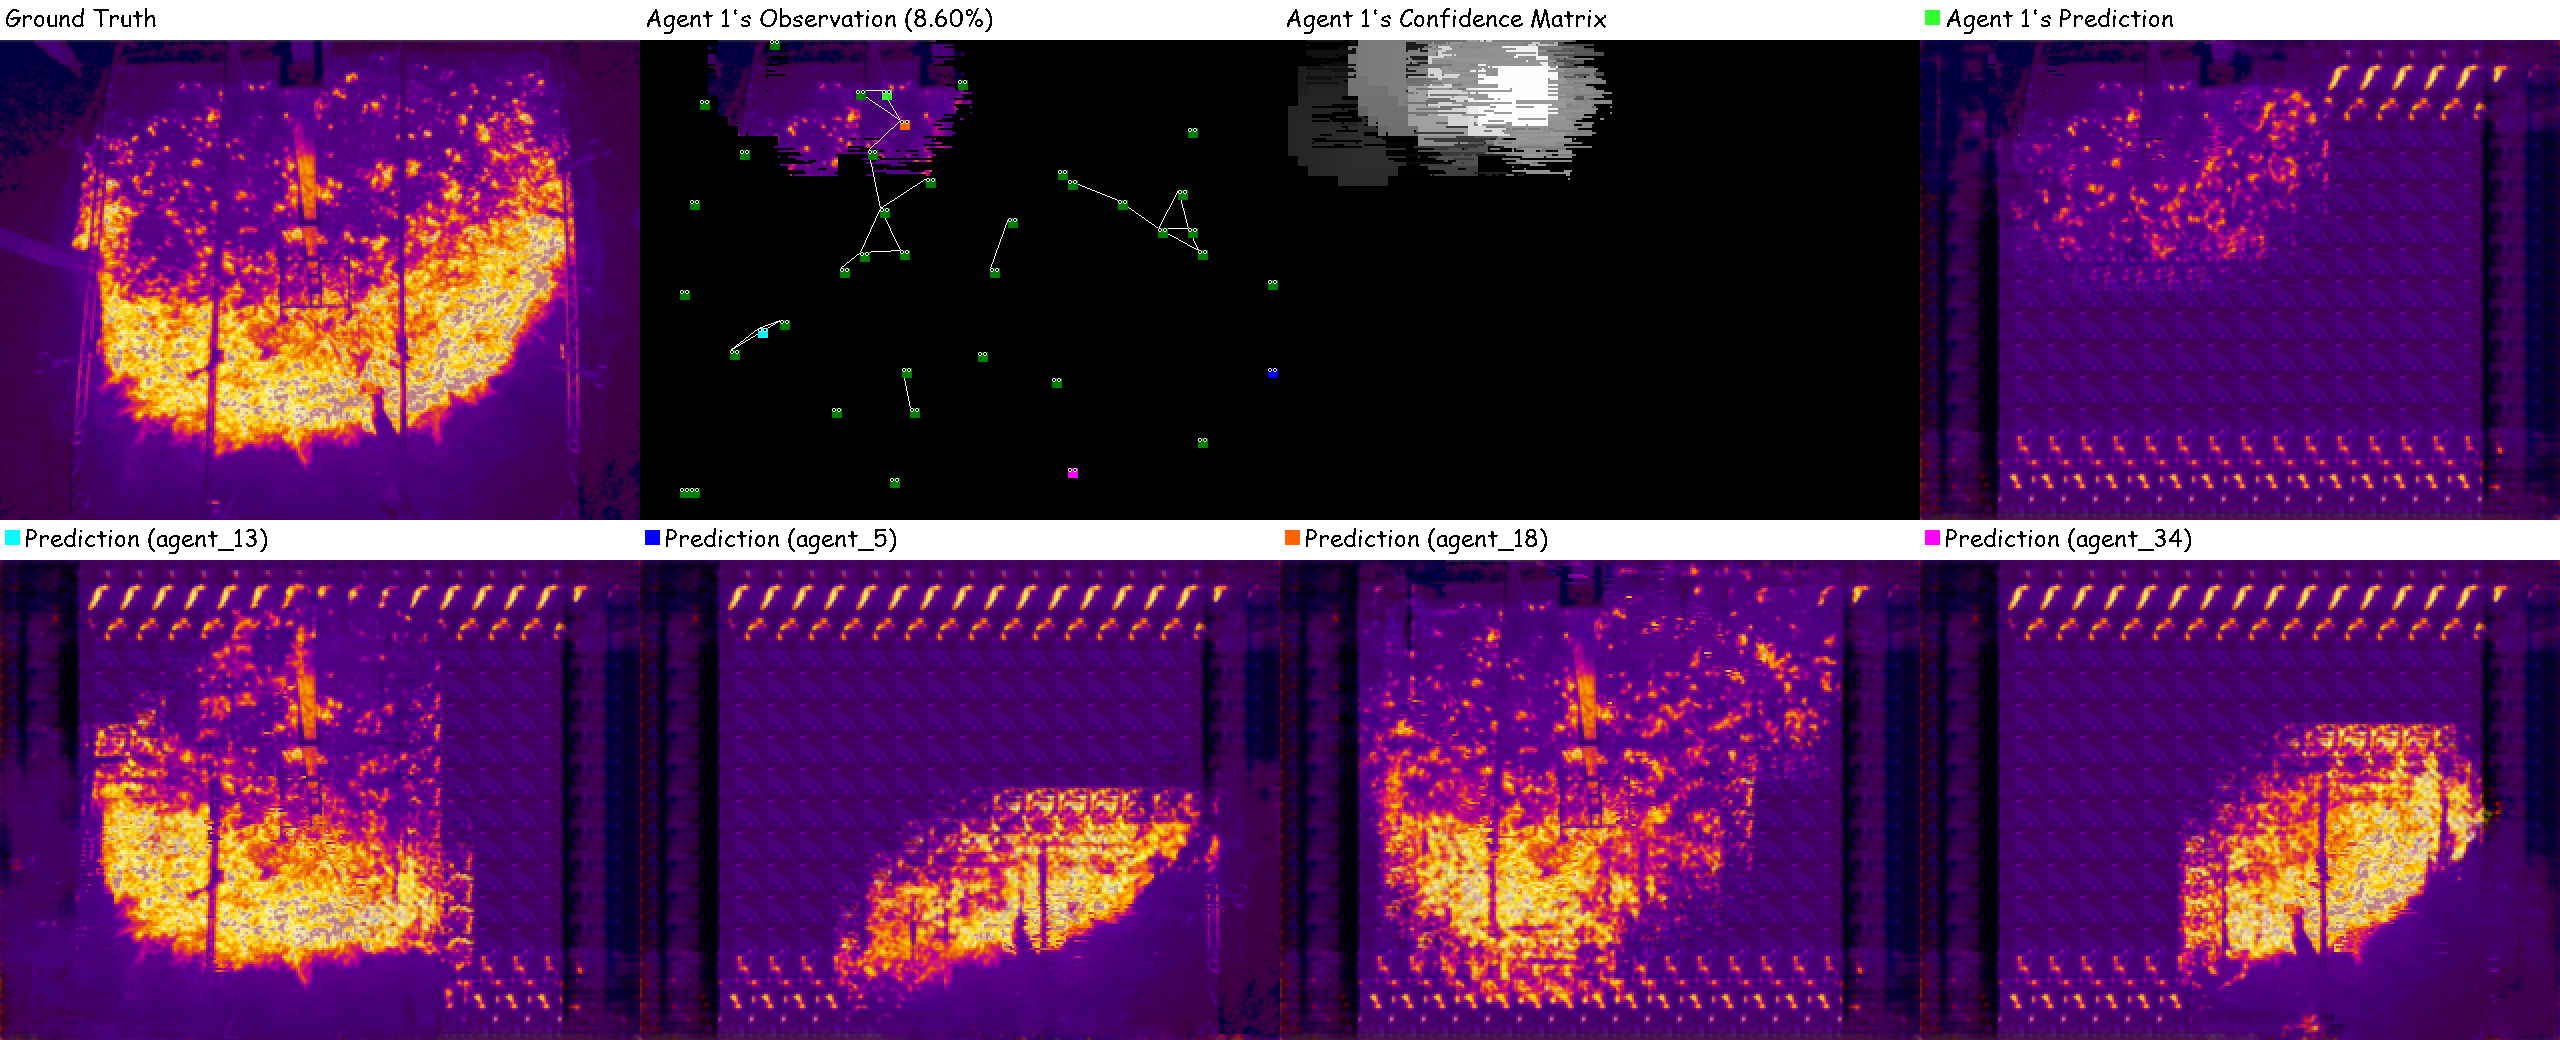 Ground Truth
Agent 1's Observation (8.60%)
Agent 1's Confidence Matrix
Agent 1's Prediction
Prediction (agent_13)
Prediction (agent_5)
Prediction (agent_18)
Prediction (agent_34)